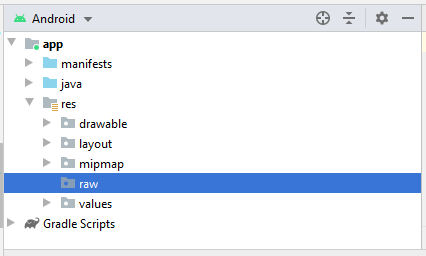 Android
app
manifests
java
res
drawable
layout
mipmap
raw
values
Gradle Scripts